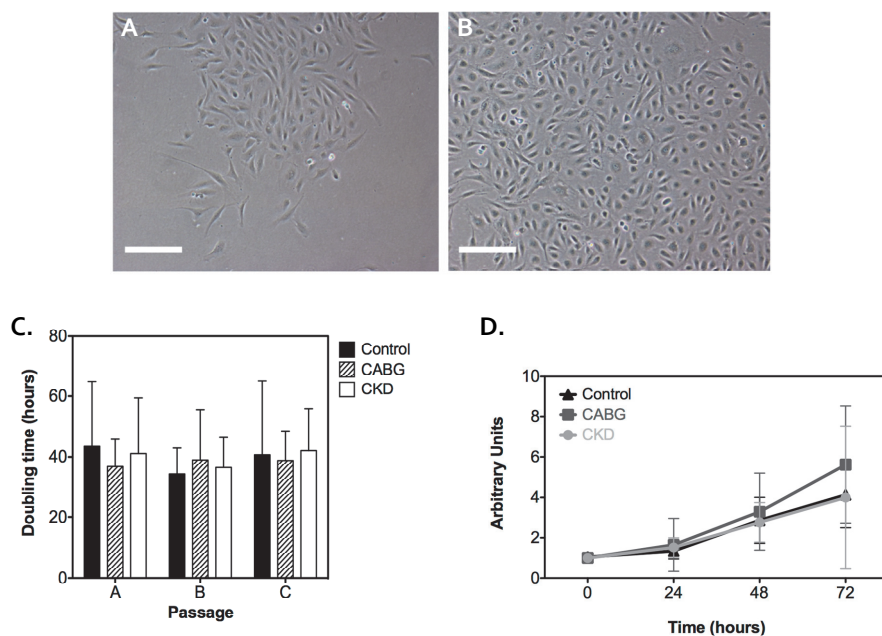 A
B
C.
80
60
40
20
0
Doubling time (hours)
A B C
Passage
Control
CABG
CKD
D.
10
8
6
4
2
0
Arbitrary Units
Control
CABG
CKD
0 24 48 72
Time (hours)